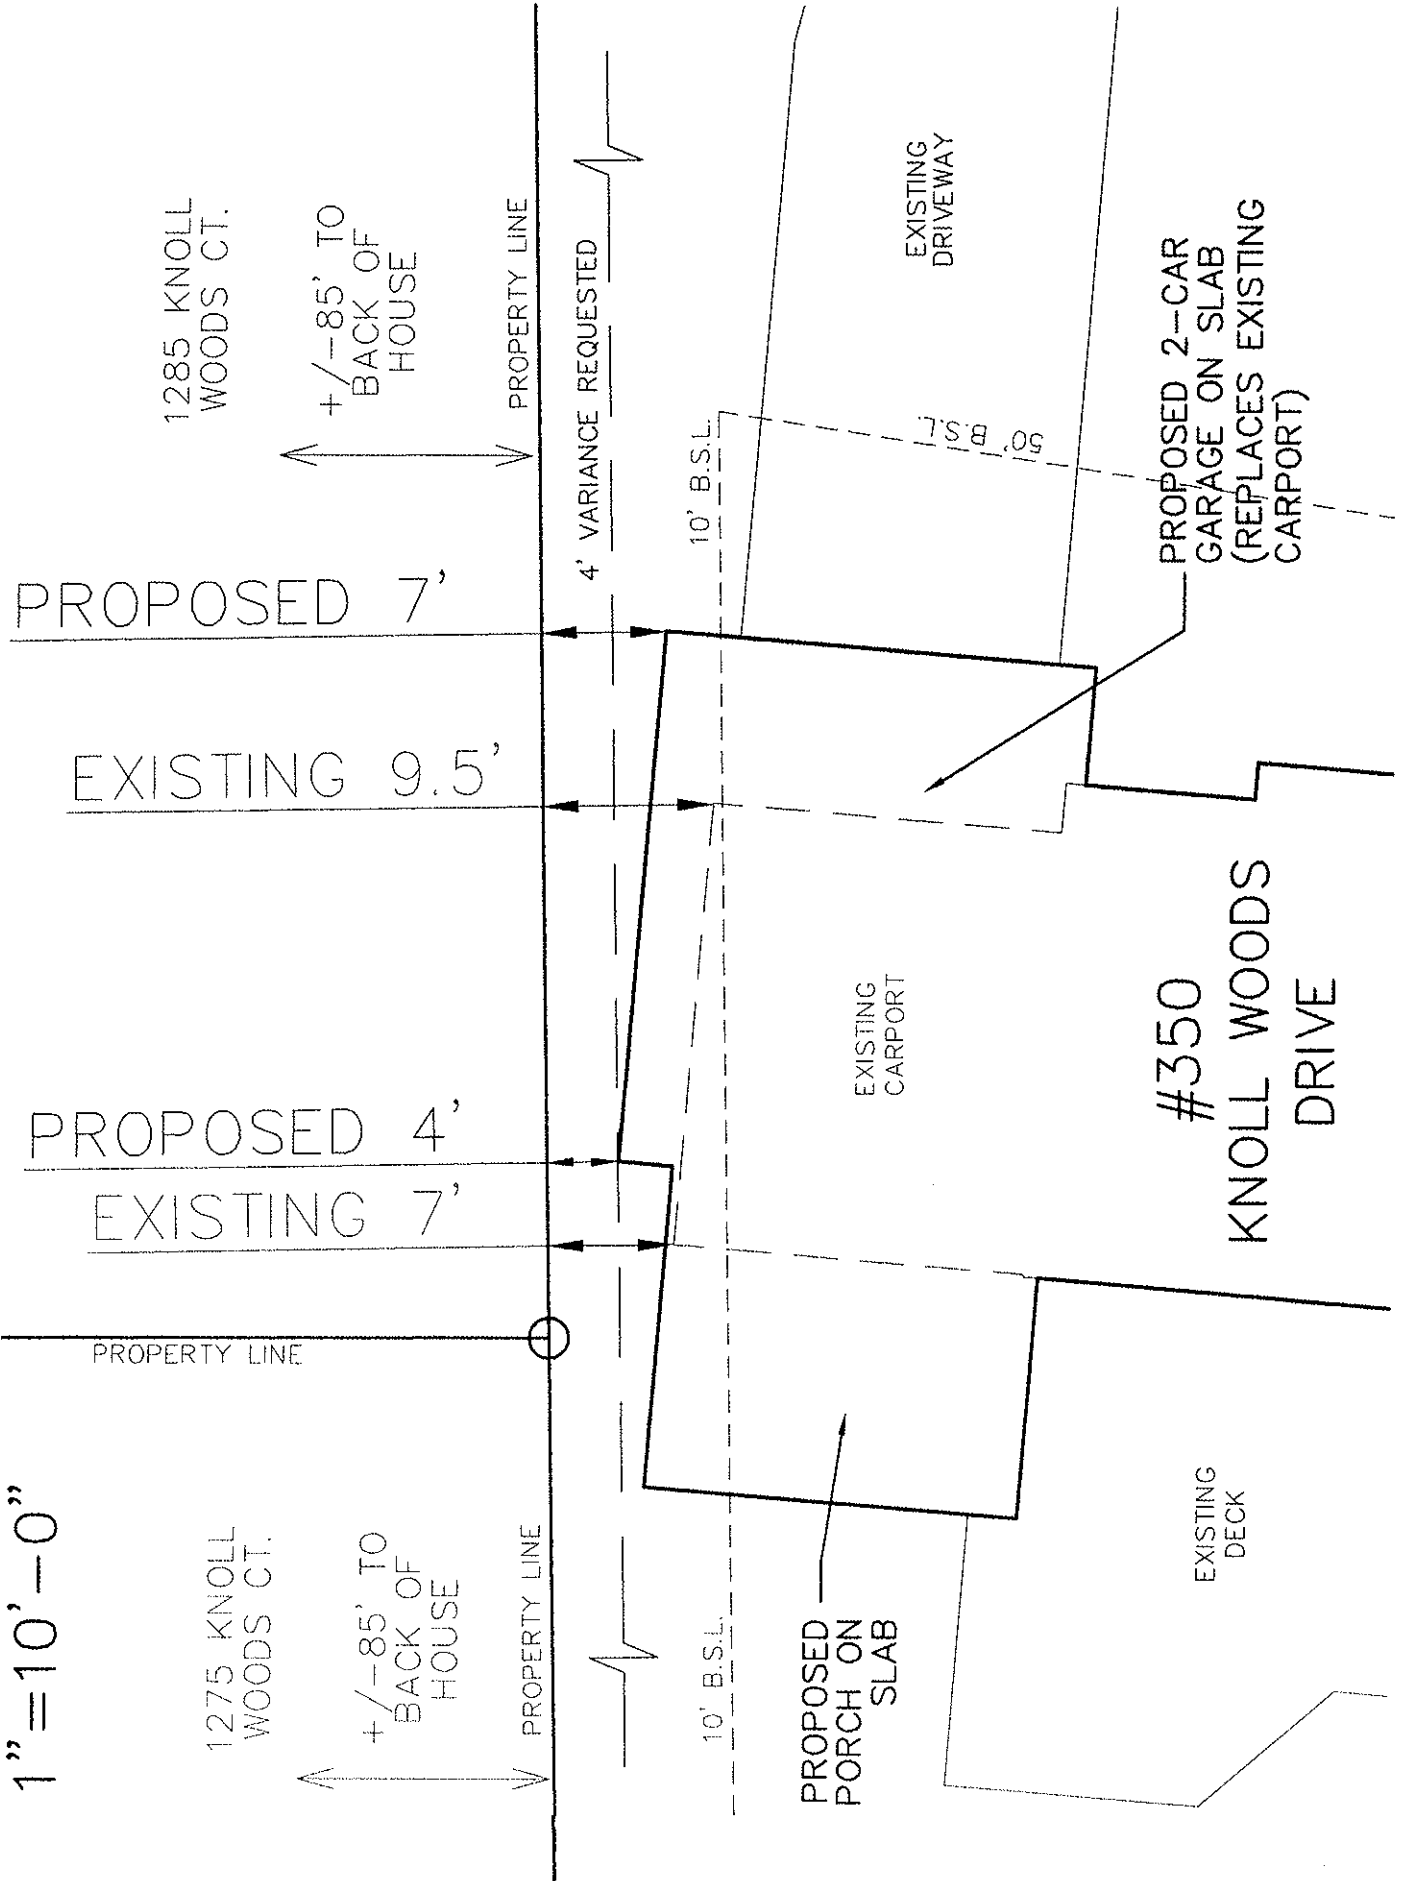 1"=10'-0"
1275 KNOLL
WOODS CT.
+/-85' TO
BACK OF
HOUSE
PROPERTY LINE
10' B.S.L.
PROPOSED
PORCH ON
SLAB
EXISTING
DECK
PROPERTY LINE
EXISTING 7'
PROPOSED 4'
EXISTING 9.5'
PROPOSED 7'
EXISTING
CARPORT
#350
KNOLL WOODS
DRIVE
1285 KNOLL
WOODS CT.
+/-85' TO
BACK OF
HOUSE
PROPERTY LINE
4' VARIANCE REQUESTED
10' B.S.L.
50' B.S.L.
EXISTING
DRIVEWAY
PROPOSED 2-CAR
GARAGE ON SLAB
(REPLACES EXISTING
CARPORT)